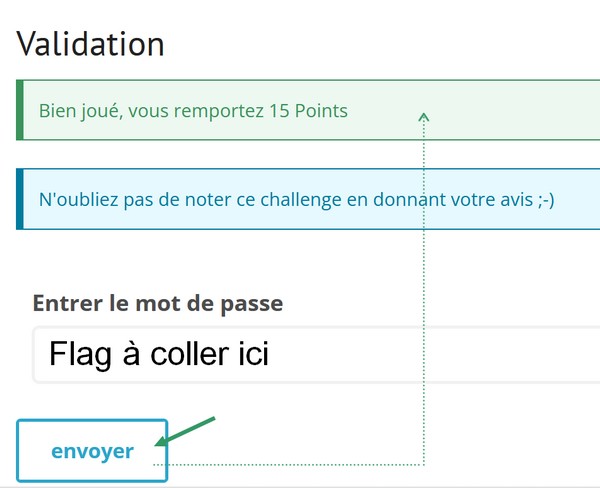 Validation
Bien joué, vous remportez 15 Points
N'oubliez pas de noter ce challenge en donnant votre avis ;-)
Entrer le mot de passe
Flag à coller ici
envoyer